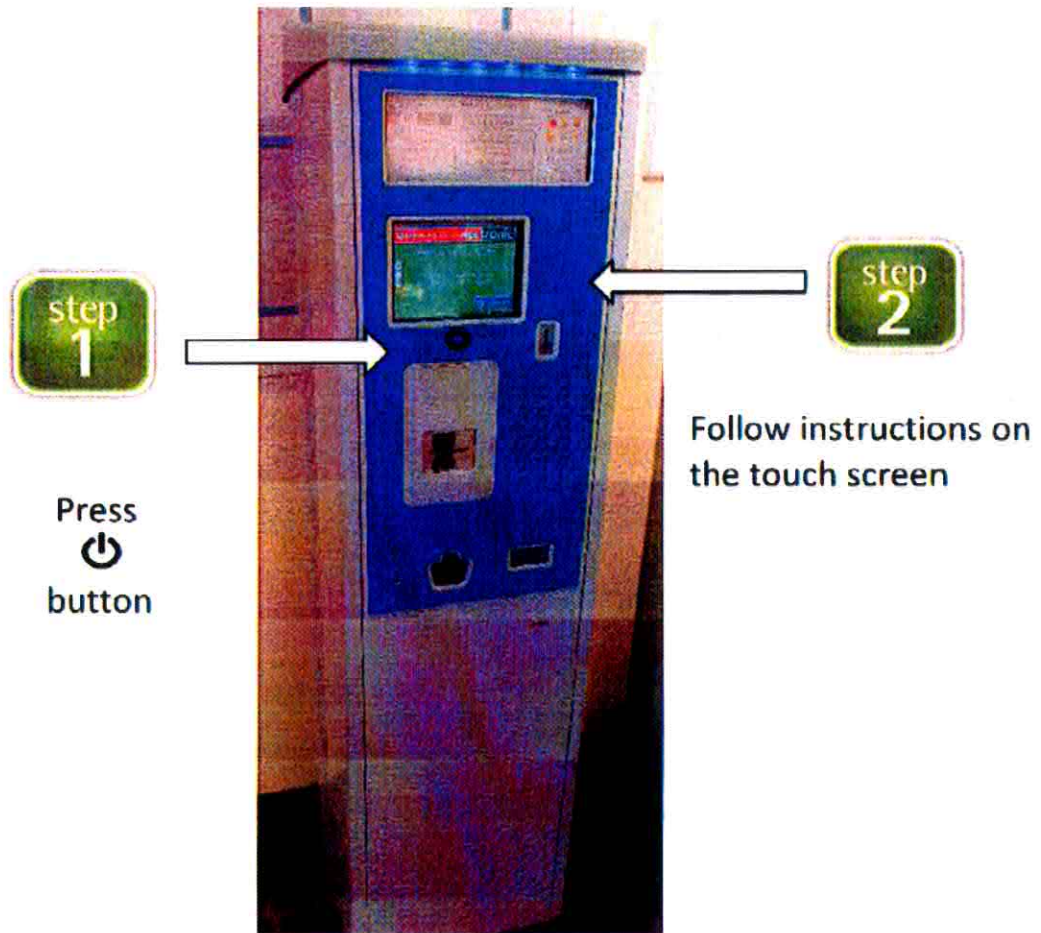 step
1
Press
⏻
button
step
2
Follow instructions on
the touch screen